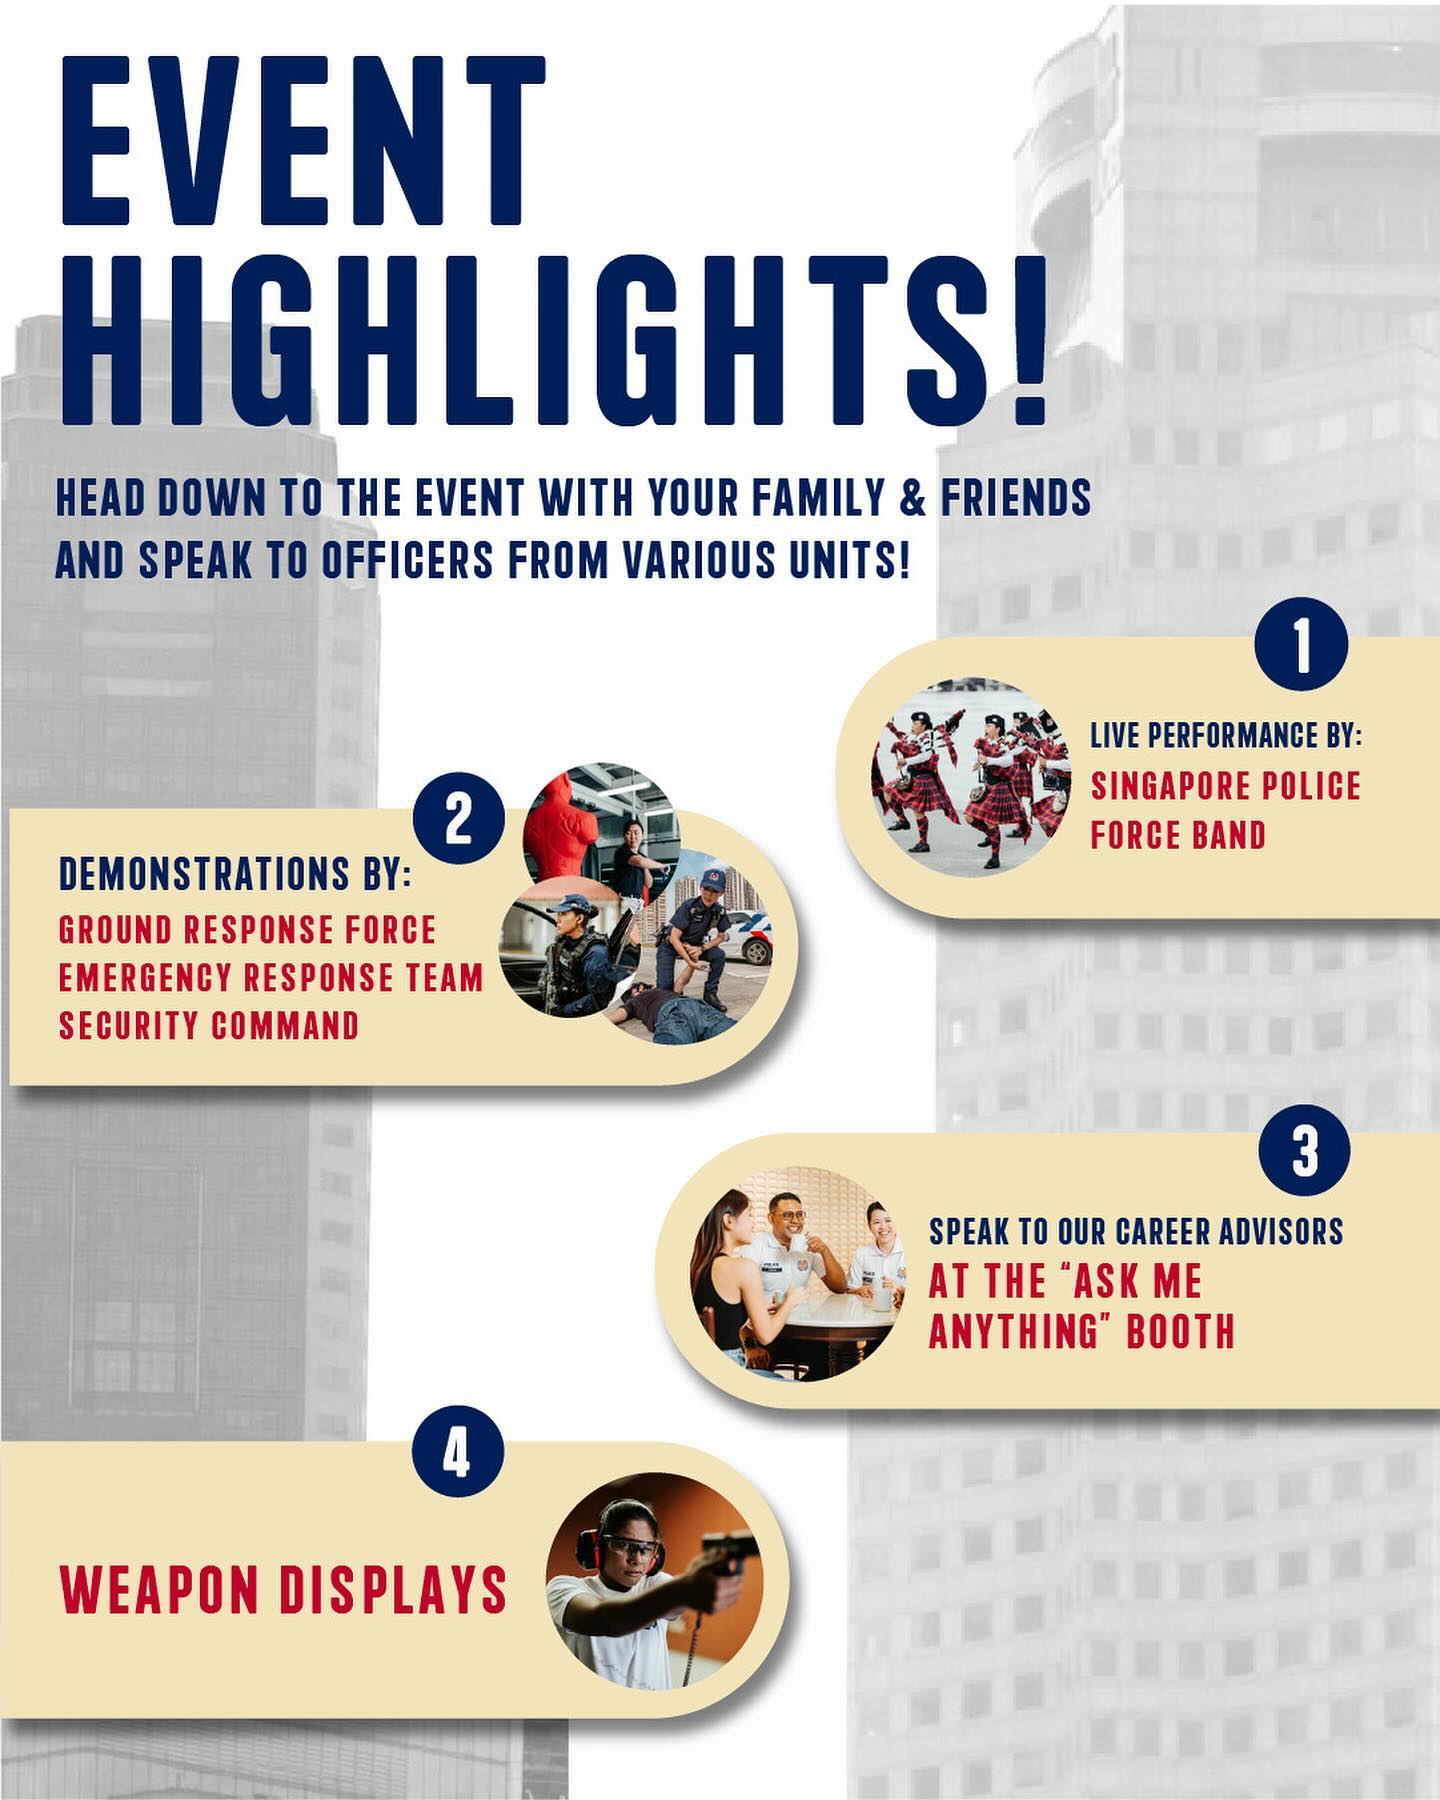 EVENT
HIGHLIGHTS!
HEAD DOWN TO THE EVENT WITH YOUR FAMILY & FRIENDS
AND SPEAK TO OFFICERS FROM VARIOUS UNITS!
1
LIVE PERFORMANCE BY:
SINGAPORE POLICE
FORCE BAND
2
DEMONSTRATIONS BY:
GROUND RESPONSE FORCE
EMERGENCY RESPONSE TEAM
SECURITY COMMAND
3
SPEAK TO OUR CAREER ADVISORS
AT THE “ASK ME
ANYTHING” BOOTH
4
WEAPON DISPLAYS